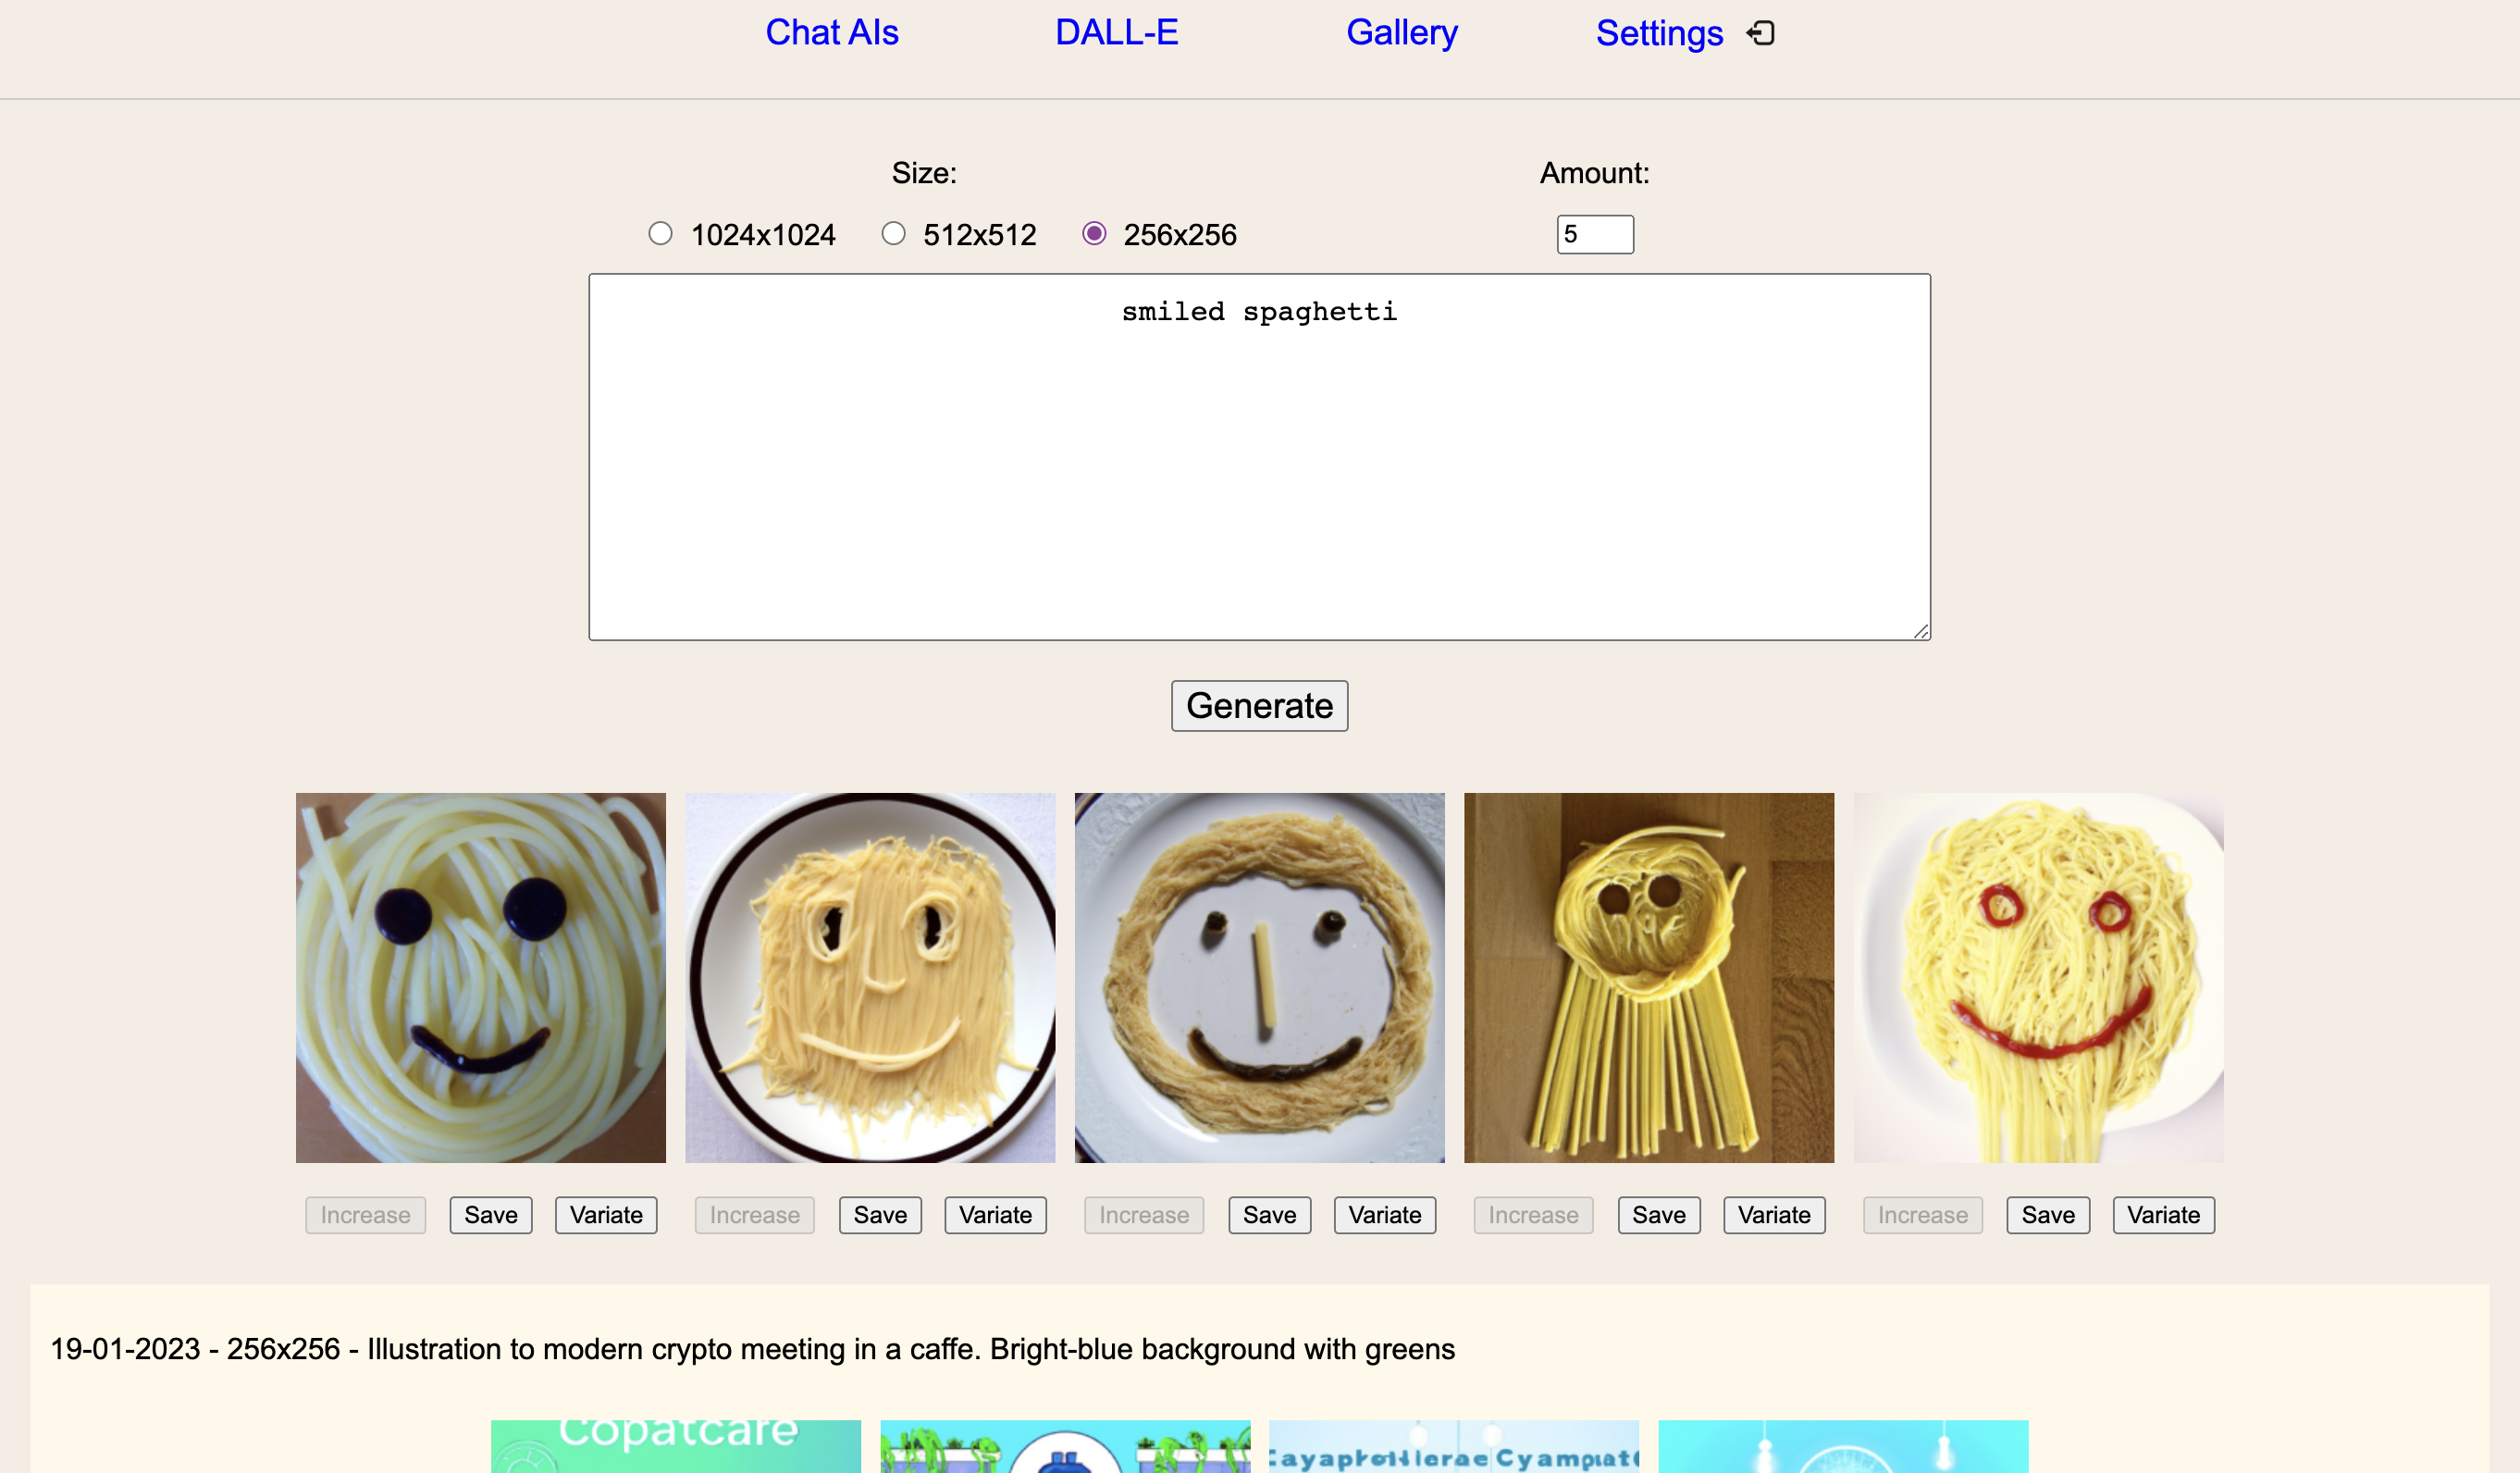 Chat AIs DALL-E Gallery Settings
Size: Amount:
1024x1024 512x512 256x256 5
smiled spaghetti
Generate
Increase Save Variate Increase Save Variate Increase Save Variate Increase Save Variate Increase Save Variate
19-01-2023 - 256x256 - Illustration to modern crypto meeting in a caffe. Bright-blue background with greens
Copatcare